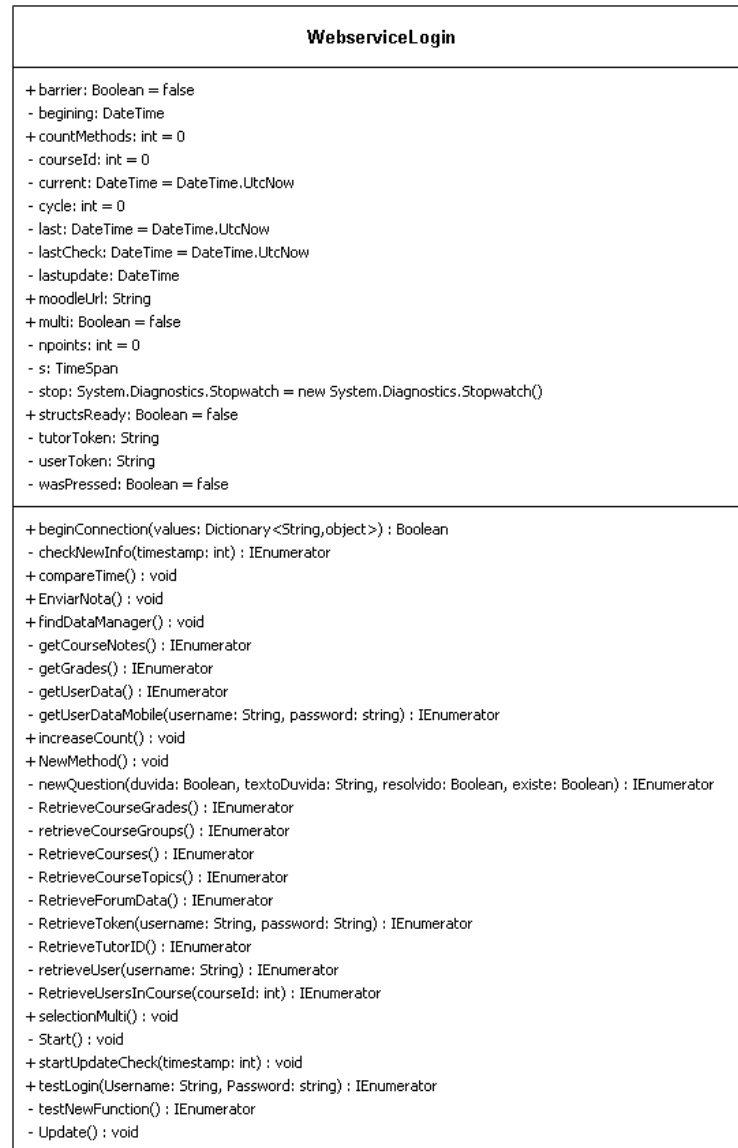 WebserviceLogin
+ barrier: Boolean = false
- begining: DateTime
+ countMethods: int = 0
- courseId: int = 0
- current: DateTime = DateTime.UtcNow
- cycle: int = 0
- last: DateTime = DateTime.UtcNow
- lastCheck: DateTime = DateTime.UtcNow
- lastupdate: DateTime
+ moodleUrl: String
+ multi: Boolean = false
- npoints: int = 0
- s: TimeSpan
- stop: System.Diagnostics.Stopwatch = new System.Diagnostics.Stopwatch()
+ structsReady: Boolean = false
- tutorToken: String
- userToken: String
- wasPressed: Boolean = false
+ beginConnection(values: Dictionary<String,object>) : Boolean
- checkNewInfo(timestamp: int) : IEnumerator
+ compareTime() : void
+ EnviarNota() : void
+ findDataManager() : void
- getCourseNotes() : IEnumerator
- getGrades() : IEnumerator
- getUserData() : IEnumerator
- getUserDataMobile(username: String, password: string) : IEnumerator
+ increaseCount() : void
+ NewMethod() : void
- newQuestion(duvida: Boolean, textoDuvida: String, resolvido: Boolean, existe: Boolean) : IEnumerator
- RetrieveCourseGrades() : IEnumerator
- retrieveCourseGroups() : IEnumerator
- RetrieveCourses() : IEnumerator
- RetrieveCourseTopics() : IEnumerator
- RetrieveForumData() : IEnumerator
- RetrieveToken(username: String, password: String) : IEnumerator
- RetrieveTutorID() : IEnumerator
- retrieveUser(username: String) : IEnumerator
- RetrieveUsersInCourse(courseId: int) : IEnumerator
+ selectionMulti() : void
- Start() : void
+ startUpdateCheck(timestamp: int) : void
+ testLogin(Username: String, Password: string) : IEnumerator
- testNewFunction() : IEnumerator
- Update() : void